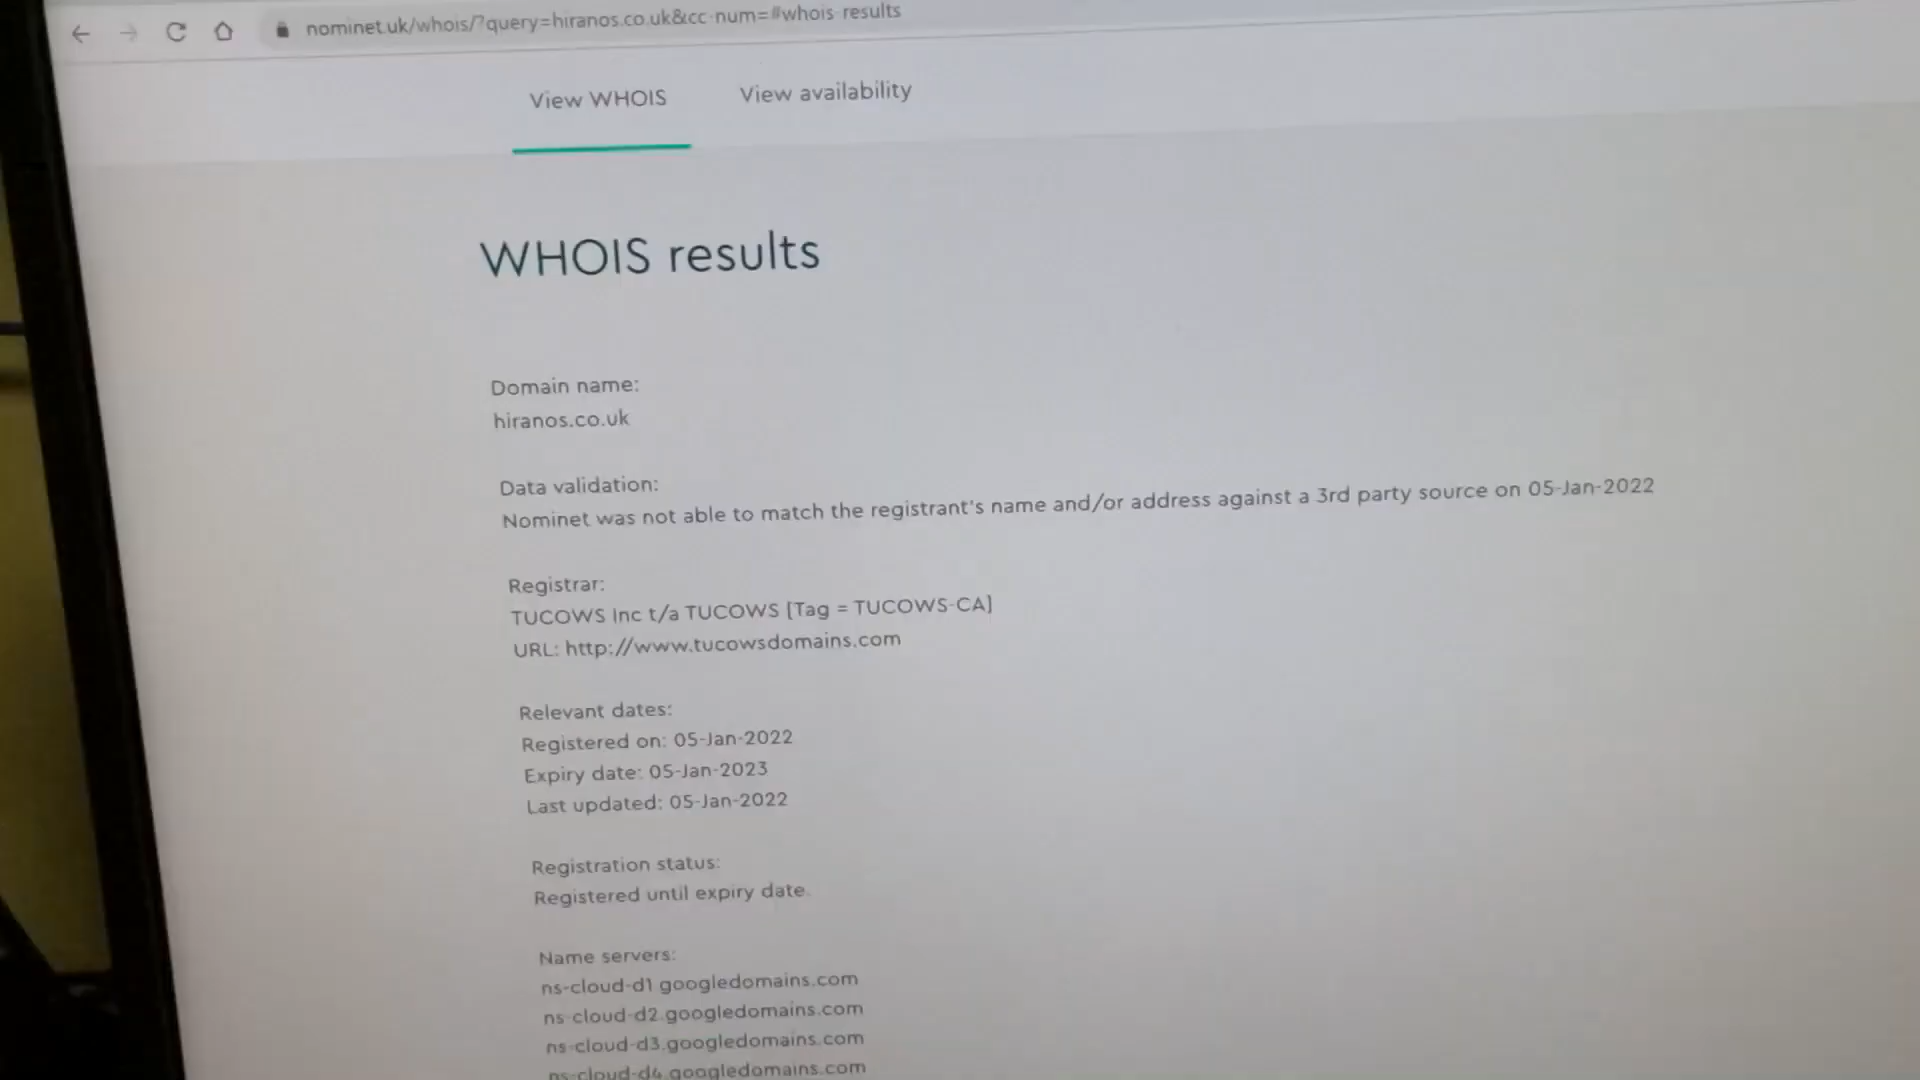 nominet.uk/whois/?query=hiranos.co.uk&cc-num=#whois-results
View WHOIS
View availability
WHOIS results
Domain name:
hiranos.co.uk
Data validation:
Nominet was not able to match the registrant's name and/or address against a 3rd party source on 05-Jan-2022
Registrar:
TUCOWS Inc t/a TUCOWS [Tag = TUCOWS-CA]
URL: http://www.tucowsdomains.com
Relevant dates:
Registered on: 05-Jan-2022
Expiry date: 05-Jan-2023
Last updated: 05-Jan-2022
Registration status:
Registered until expiry date.
Name servers:
ns-cloud-d1.googledomains.com
ns-cloud-d2.googledomains.com
ns-cloud-d3.googledomains.com
ns-cloud-d4.googledomains.com